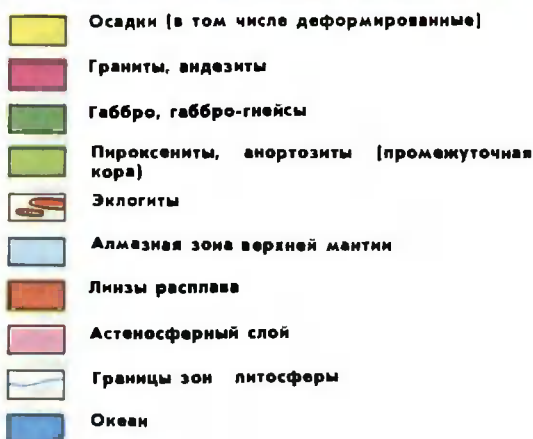 Осадки (в том числе деформированные)
Граниты, андезиты
Габбро, габбро-гнейсы
Пироксениты, анортозиты (промежуточная
кора)
Эклогиты
Алмазная зона верхней мантии
Линзы расплава
Астеносферный слой
Границы зон литосферы
Океан